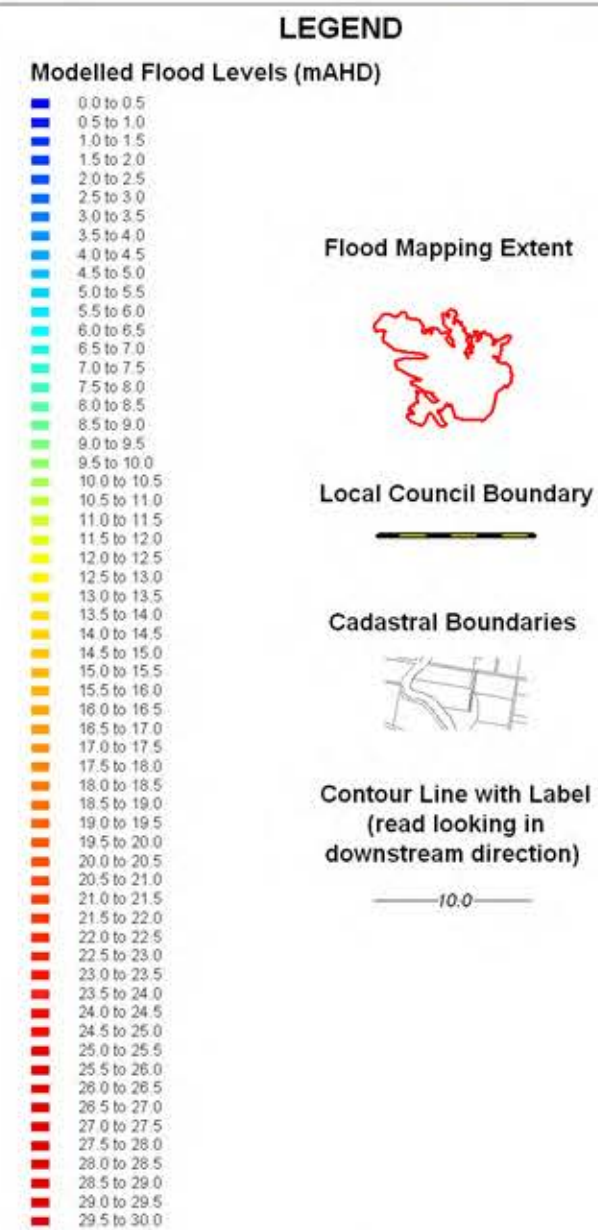 LEGEND
Modelled Flood Levels (mAHD)
0.0 to 0.5
0.5 to 1.0
1.0 to 1.5
1.5 to 2.0
2.0 to 2.5
2.5 to 3.0
3.0 to 3.5
3.5 to 4.0
4.0 to 4.5
4.5 to 5.0
5.0 to 5.5
5.5 to 6.0
6.0 to 6.5
6.5 to 7.0
7.0 to 7.5
7.5 to 8.0
8.0 to 8.5
8.5 to 9.0
9.0 to 9.5
9.5 to 10.0
10.0 to 10.5
10.5 to 11.0
11.0 to 11.5
11.5 to 12.0
12.0 to 12.5
12.5 to 13.0
13.0 to 13.5
13.5 to 14.0
14.0 to 14.5
14.5 to 15.0
15.0 to 15.5
15.5 to 16.0
16.0 to 16.5
16.5 to 17.0
17.0 to 17.5
17.5 to 18.0
18.0 to 18.5
18.5 to 19.0
19.0 to 19.5
19.5 to 20.0
20.0 to 20.5
20.5 to 21.0
21.0 to 21.5
21.5 to 22.0
22.0 to 22.5
22.5 to 23.0
23.0 to 23.5
23.5 to 24.0
24.0 to 24.5
24.5 to 25.0
25.0 to 25.5
25.5 to 26.0
26.0 to 26.5
26.5 to 27.0
27.0 to 27.5
27.5 to 28.0
28.0 to 28.5
28.5 to 29.0
29.0 to 29.5
29.5 to 30.0
Flood Mapping Extent
Local Council Boundary
Cadastral Boundaries
Contour Line with Label
(read looking in
downstream direction)
10.0